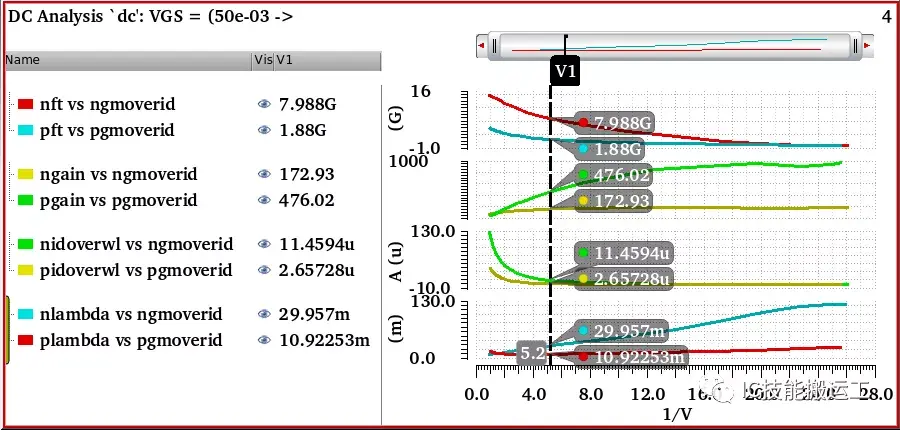 DC Analysis `dc': VGS = (50e-03 -> 4
Name Vis V1
V1
nft vs ngmoverid 7.988G
pft vs pgmoverid 1.88G
ngain vs ngmoverid 172.93
pgain vs pgmoverid 476.02
nidoverwl vs ngmoverid 11.4594u
pidoverwl vs pgmoverid 2.65728u
nlambda vs ngmoverid 29.957m
plambda vs pgmoverid 10.92253m
16
(G)
-1.0
7.988G
1.88G
1000
476.02
172.93
130.0
A (u)
-10.0
11.4594u
2.65728u
130.0
(m)
0.0
29.957m
5.2
10.92253m
0.0 4.0 8.0 12.0 16.0 20.0 28.0
1/V
IC技能搬运工